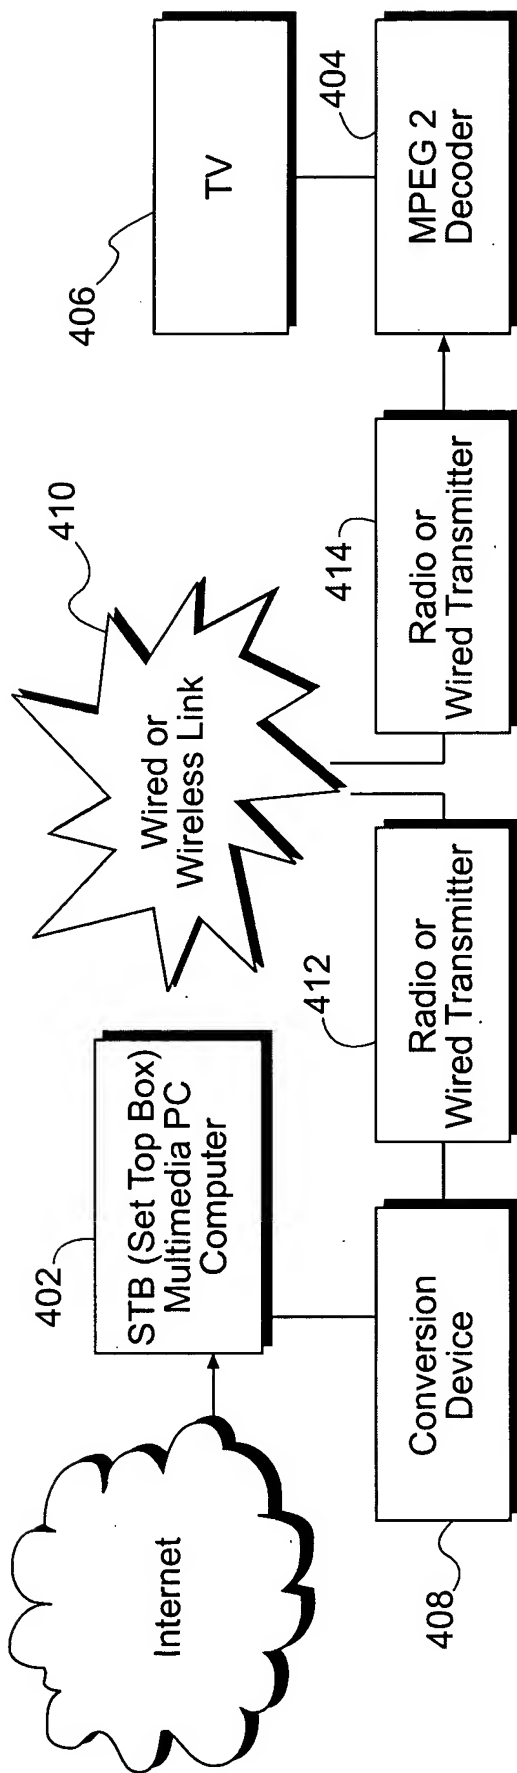 Internet
402
STB (Set Top Box)
Multimedia PC
Computer
408
Conversion
Device
410
Wired or
Wireless Link
412
Radio or
Wired Transmitter
414
Radio or
Wired Transmitter
406
TV
404
MPEG 2
Decoder